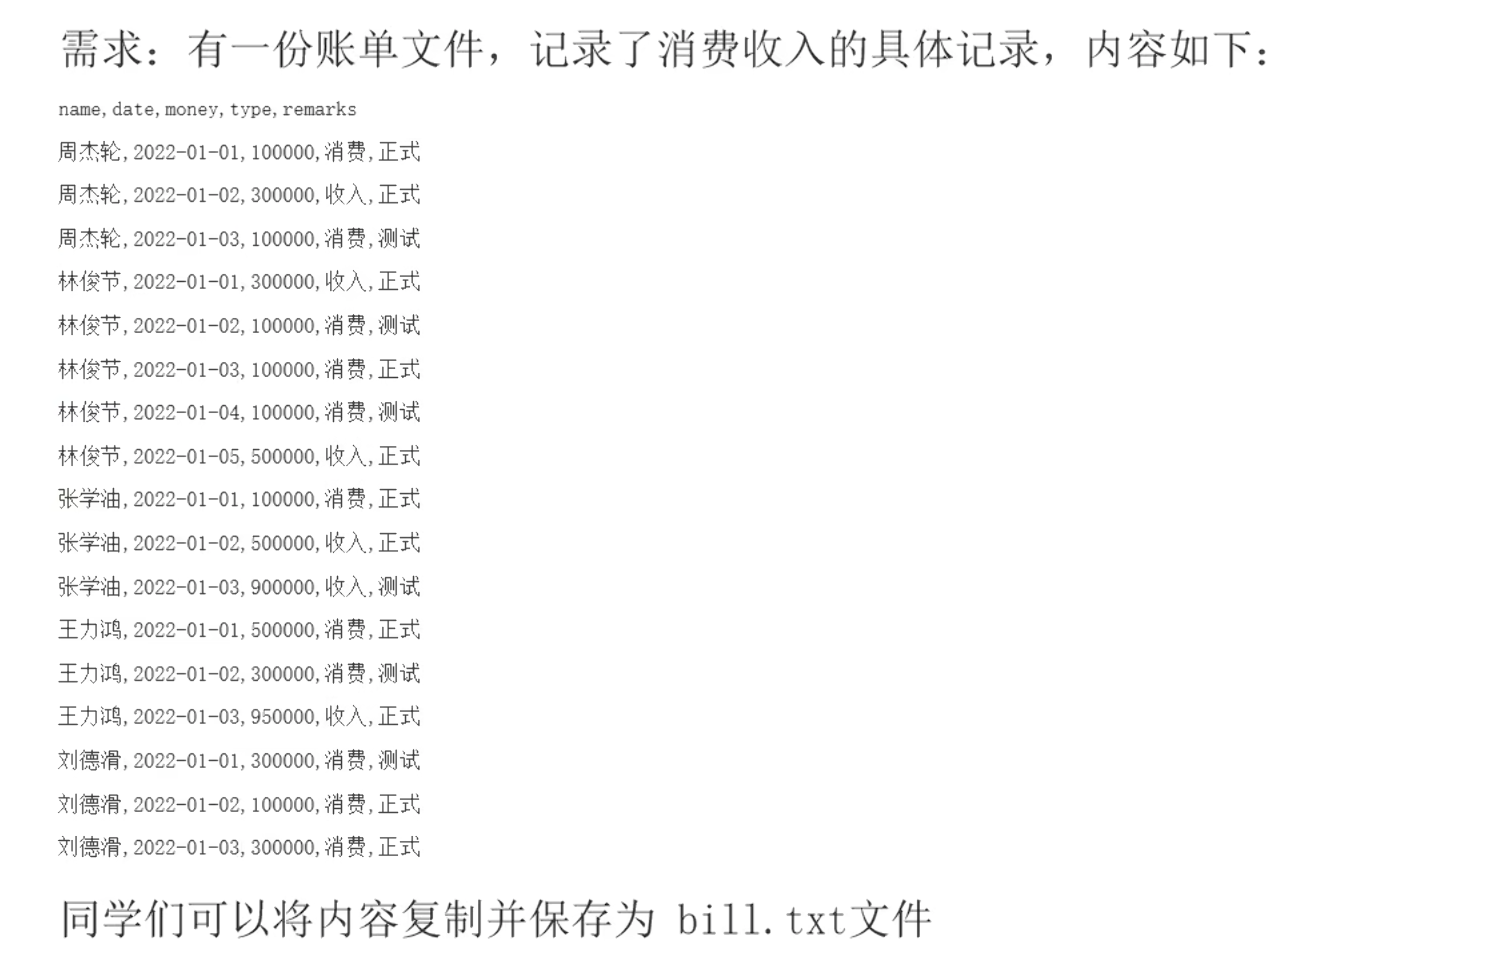 需求：有一份账单文件，记录了消费收入的具体记录，内容如下：
name,date,money,type,remarks
周杰轮,2022-01-01,100000,消费,正式
周杰轮,2022-01-02,300000,收入,正式
周杰轮,2022-01-03,100000,消费,测试
林俊节,2022-01-01,300000,收入,正式
林俊节,2022-01-02,100000,消费,测试
林俊节,2022-01-03,100000,消费,正式
林俊节,2022-01-04,100000,消费,测试
林俊节,2022-01-05,500000,收入,正式
张学油,2022-01-01,100000,消费,正式
张学油,2022-01-02,500000,收入,正式
张学油,2022-01-03,900000,收入,测试
王力鸿,2022-01-01,500000,消费,正式
王力鸿,2022-01-02,300000,消费,测试
王力鸿,2022-01-03,950000,收入,正式
刘德滑,2022-01-01,300000,消费,测试
刘德滑,2022-01-02,100000,消费,正式
刘德滑,2022-01-03,300000,消费,正式
同学们可以将内容复制并保存为 bill.txt文件